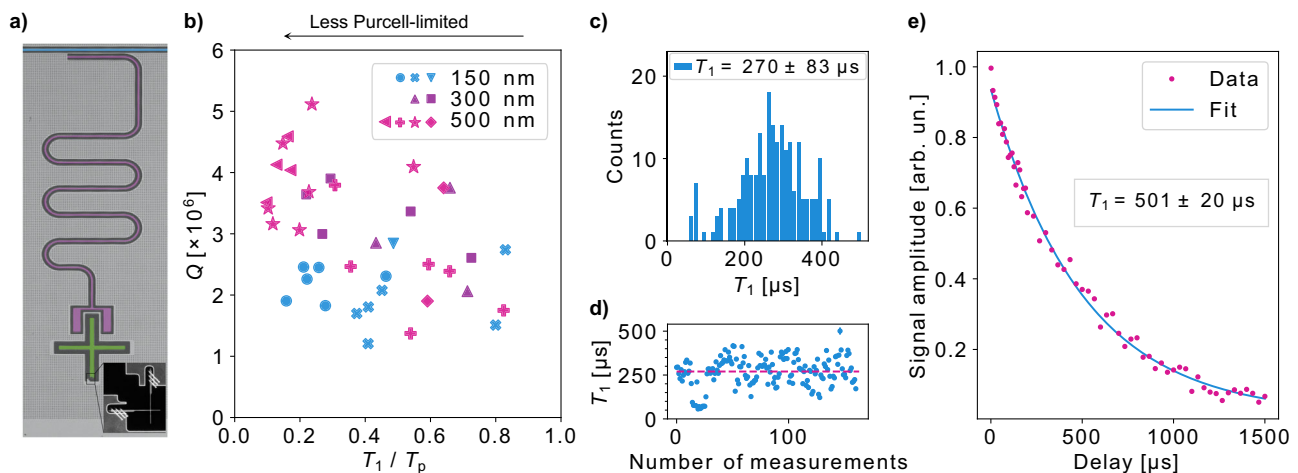 a)
b)
Less Purcell-limited
Q [×10⁶]
6
5
4
3
2
1
0
150 nm
300 nm
500 nm
0.0 0.2 0.4 0.6 0.8 1.0
T₁ / Tₚ
c)
T₁ = 270 ± 83 µs
Counts
20
10
0
0 200 400
T₁ [µs]
d)
T₁ [µs]
500
250
0
0 100
Number of measurements
e)
Signal amplitude [arb. un.]
1.0
0.8
0.6
0.4
0.2
Data
Fit
T₁ = 501 ± 20 µs
0 500 1000 1500
Delay [µs]